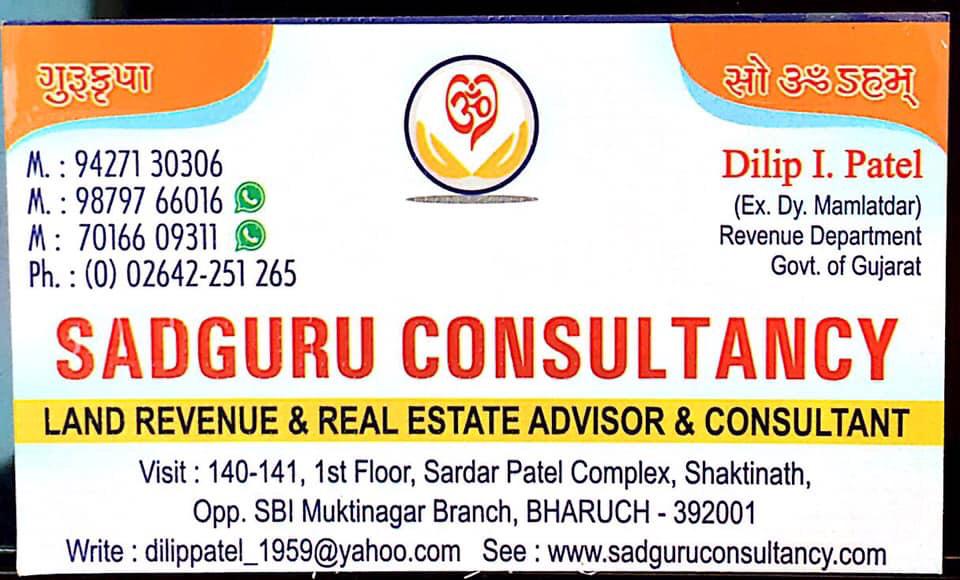 ગુરુકૃપા
ॐ
सो ॐ ऽहम्
M. : 94271 30306
M. : 98797 66016
M : 70166 09311
Ph. : (0) 02642-251 265
Dilip I. Patel
(Ex. Dy. Mamlatdar)
Revenue Department
Govt. of Gujarat
SADGURU CONSULTANCY
LAND REVENUE & REAL ESTATE ADVISOR & CONSULTANT
Visit : 140-141, 1st Floor, Sardar Patel Complex, Shaktinath,
Opp. SBI Muktinagar Branch, BHARUCH - 392001
Write : dilippatel_1959@yahoo.com See : www.sadguruconsultancy.com